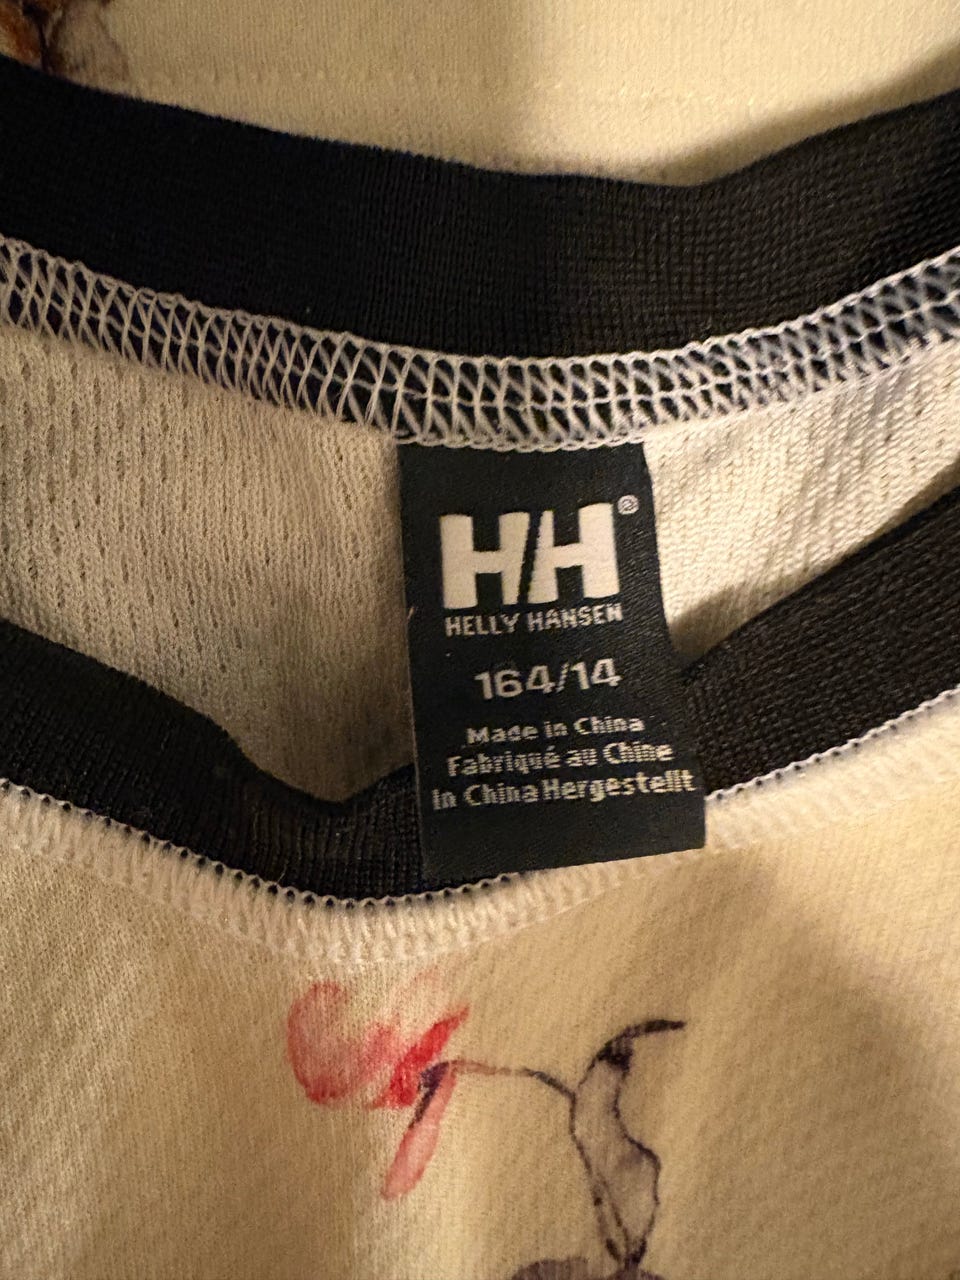 HH®
HELLY HANSEN
164/14
Made in China
Fabriqué au Chine
In China Hergestellt